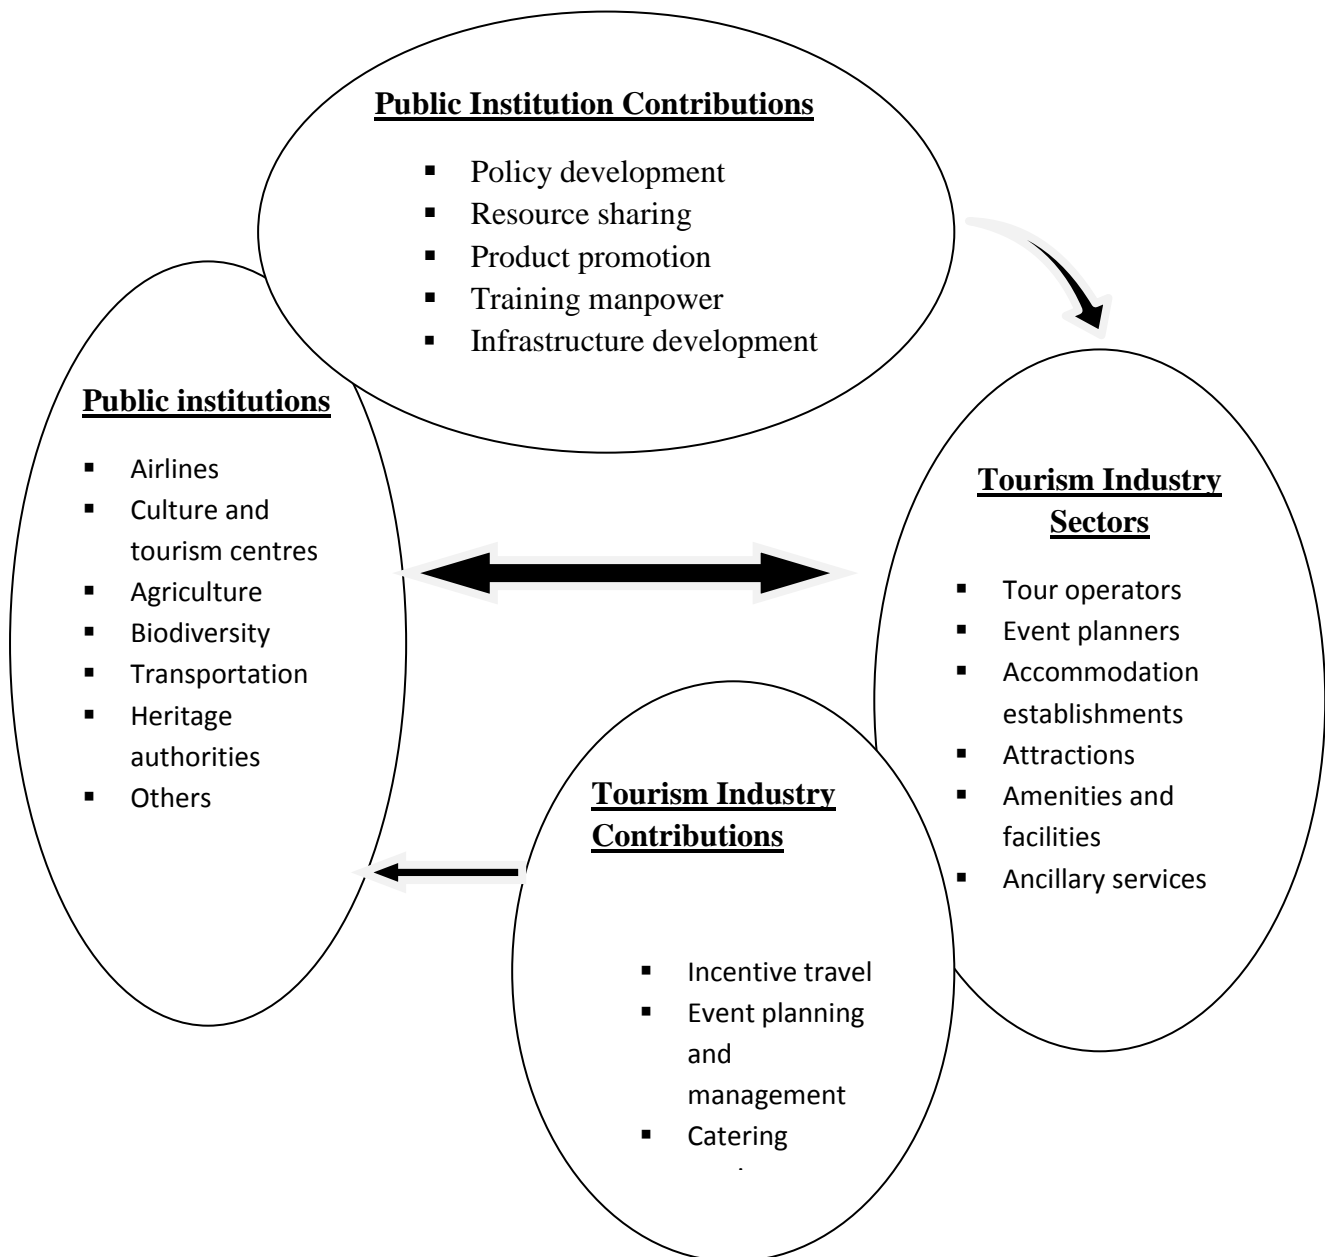 Public Institution Contributions
▪ Policy development
▪ Resource sharing
▪ Product promotion
▪ Training manpower
▪ Infrastructure development
Public institutions
▪ Airlines
▪ Culture and
tourism centres
▪ Agriculture
▪ Biodiversity
▪ Transportation
▪ Heritage
authorities
▪ Others
Tourism Industry
Sectors
▪ Tour operators
▪ Event planners
▪ Accommodation
establishments
▪ Attractions
▪ Amenities and
facilities
▪ Ancillary services
Tourism Industry
Contributions
▪ Incentive travel
▪ Event planning
and
management
▪ Catering